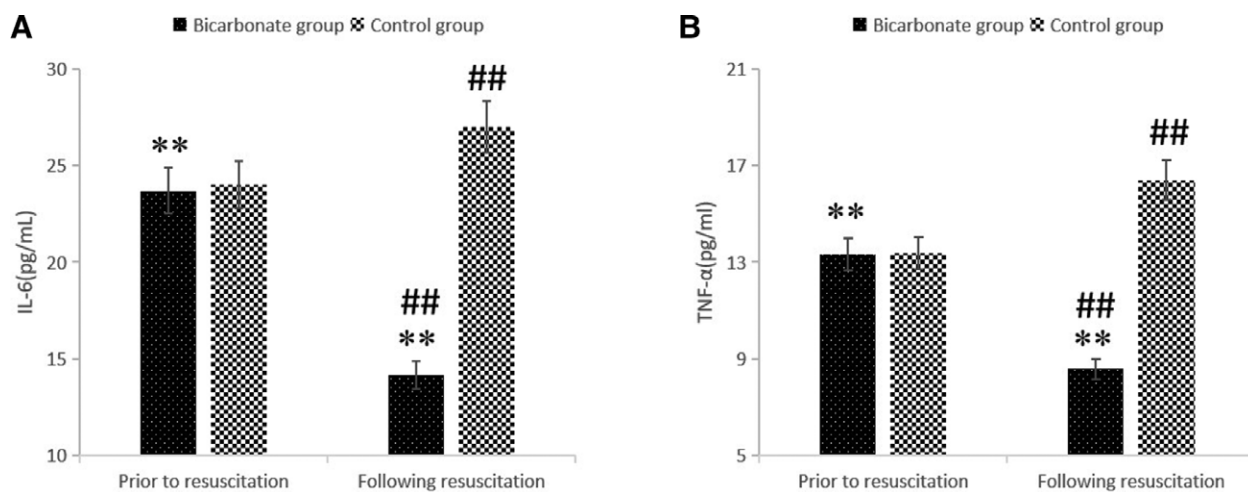 A
Bicarbonate group Control group
30
25
20
15
10
IL-6(pg/mL)
**
##
**
##
Prior to resuscitation Following resuscitation
B
Bicarbonate group Control group
21
17
13
9
5
TNF-α(pg/ml)
**
##
**
##
Prior to resuscitation Following resuscitation